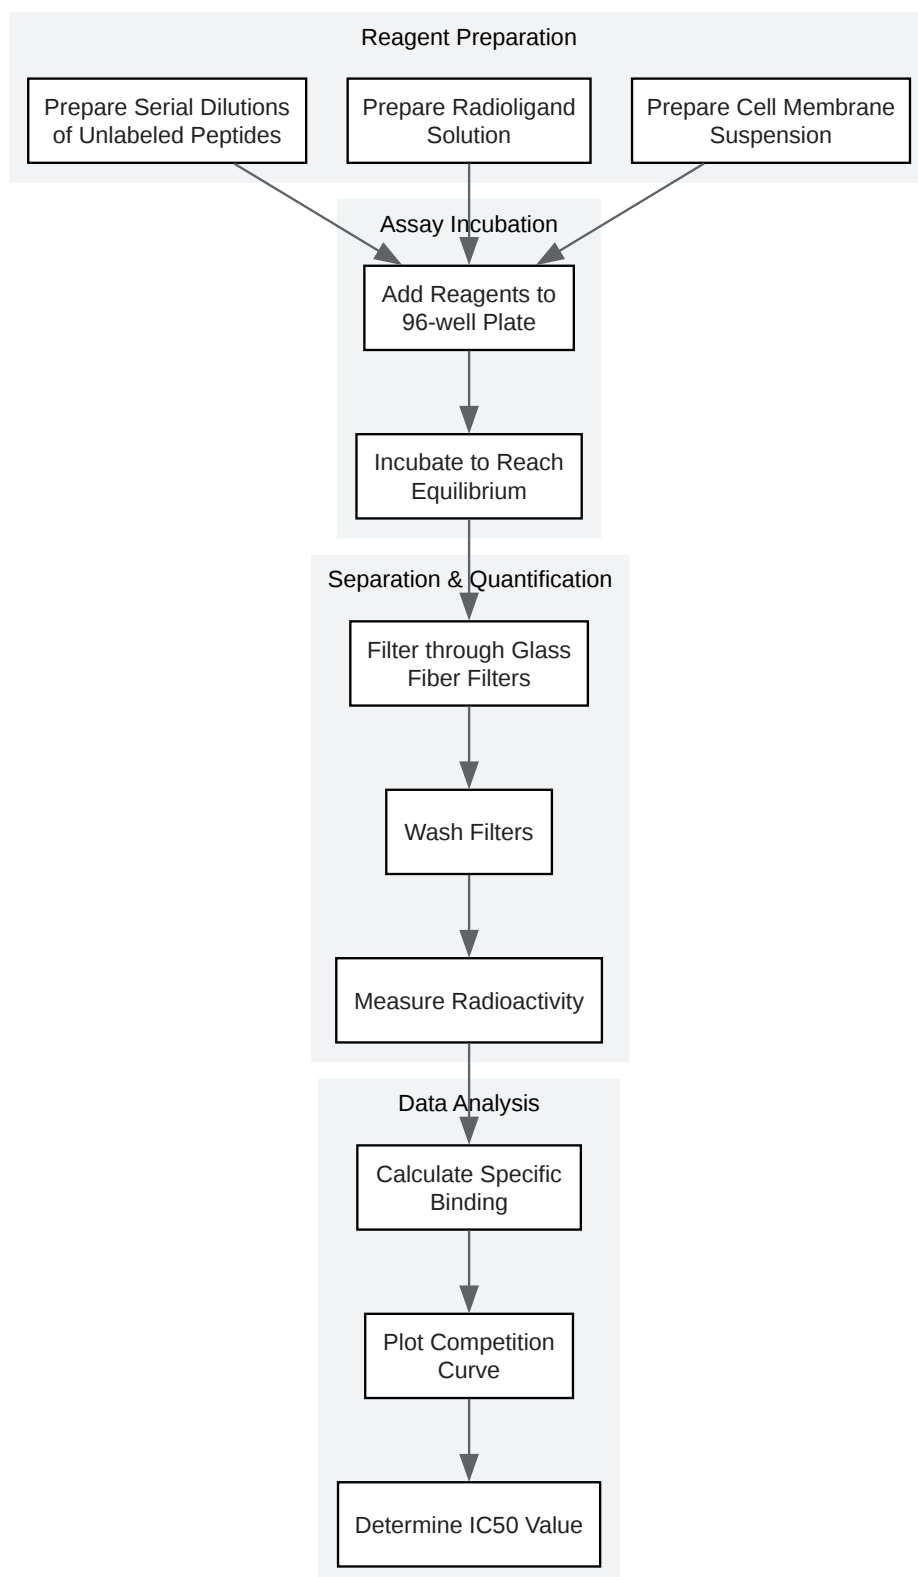 Reagent Preparation
Prepare Serial Dilutions
of Unlabeled Peptides
Prepare Radioligand
Solution
Prepare Cell Membrane
Suspension
Assay Incubation
Add Reagents to
96-well Plate
Incubate to Reach
Equilibrium
Separation & Quantification
Filter through Glass
Fiber Filters
Wash Filters
Measure Radioactivity
Data Analysis
Calculate Specific
Binding
Plot Competition
Curve
Determine IC50 Value